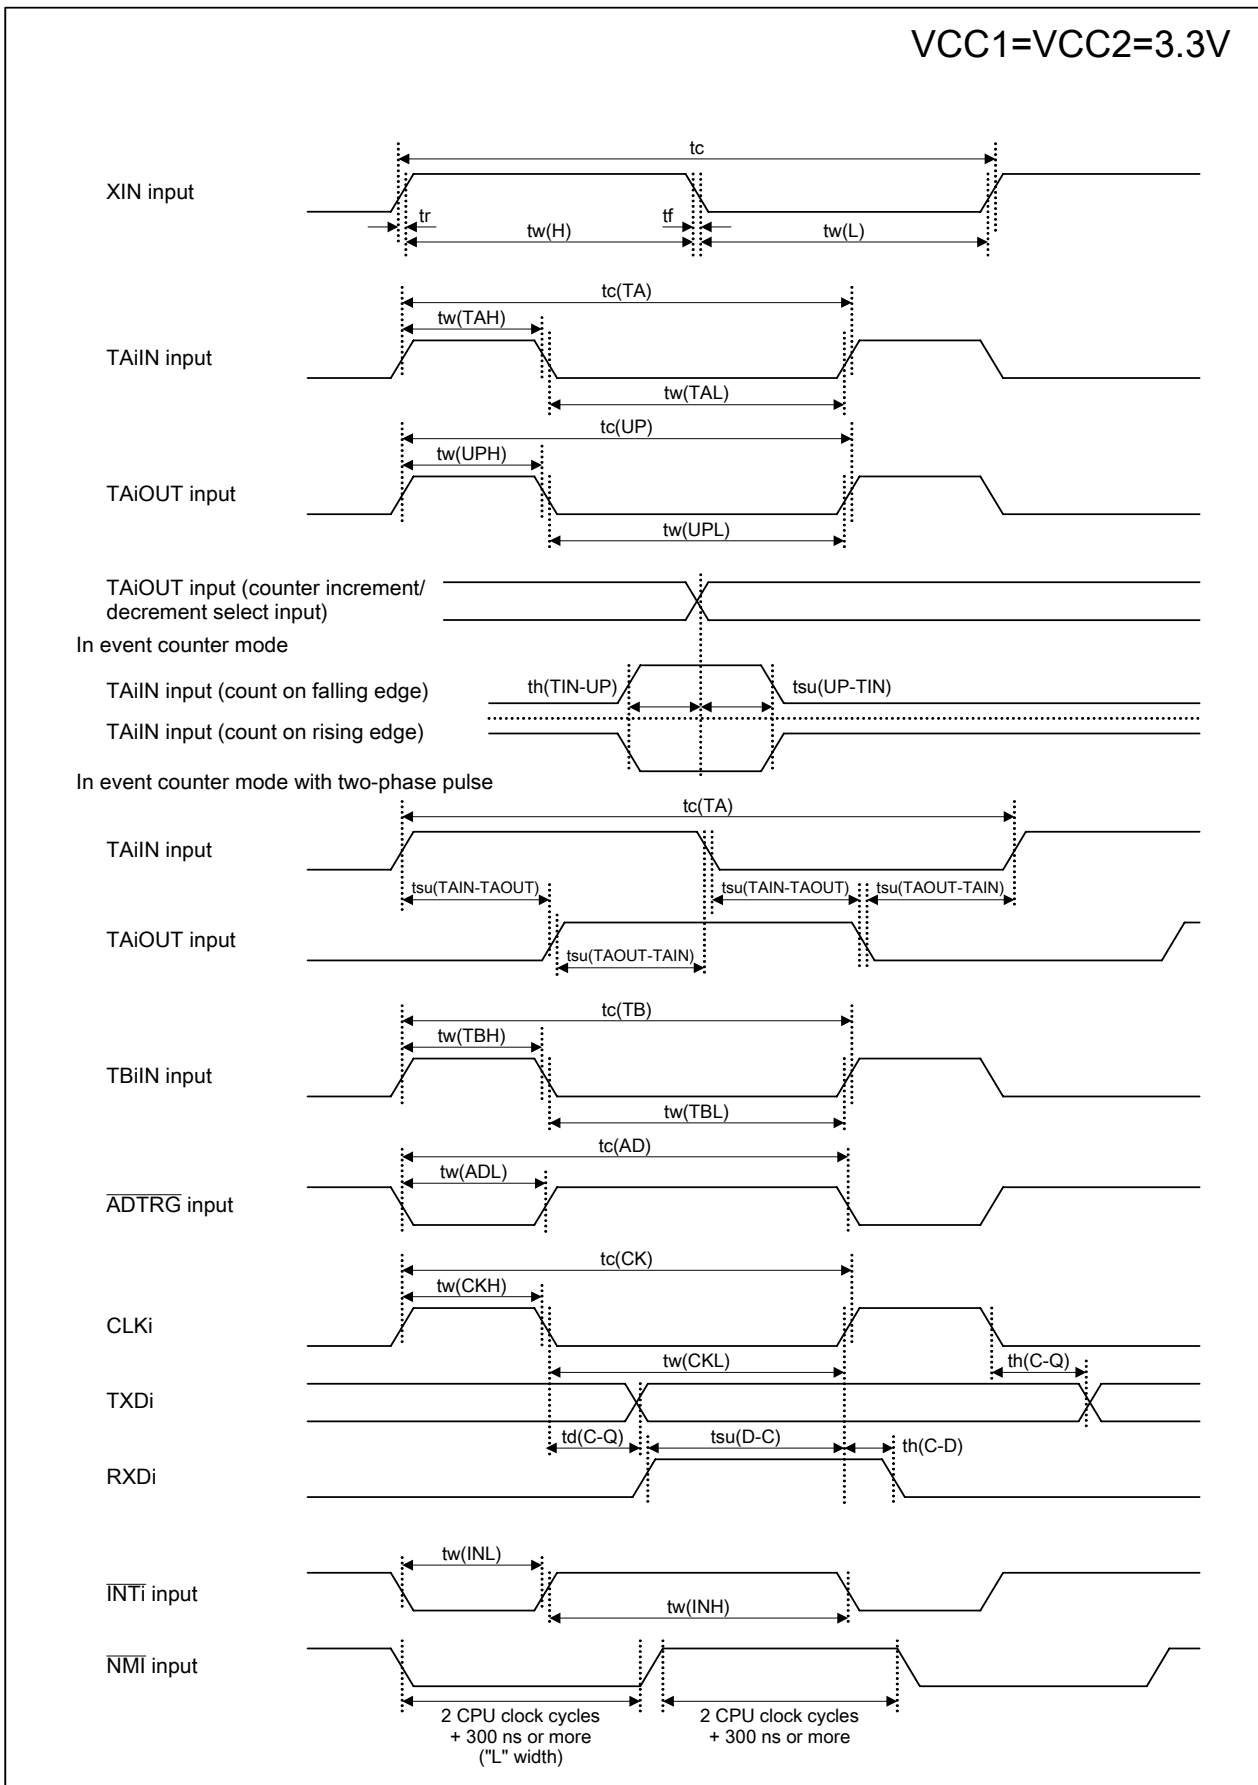 VCC1=VCC2=3.3V
tc
XIN input
tr
tf
tw(H)
tw(L)
tc(TA)
tw(TAH)
TAiIN input
tw(TAL)
tc(UP)
tw(UPH)
TAiOUT input
tw(UPL)
TAiOUT input (counter increment/
decrement select input)
In event counter mode
TAiIN input (count on falling edge)
th(TIN-UP)
tsu(UP-TIN)
TAiIN input (count on rising edge)
In event counter mode with two-phase pulse
tc(TA)
TAiIN input
tsu(TAIN-TAOUT)
tsu(TAIN-TAOUT)
tsu(TAOUT-TAIN)
TAiOUT input
tsu(TAOUT-TAIN)
tc(TB)
tw(TBH)
TBiIN input
tw(TBL)
tc(AD)
tw(ADL)
ADTRG input
tc(CK)
tw(CKH)
CLKi
tw(CKL)
th(C-Q)
TXDi
td(C-Q)
tsu(D-C)
th(C-D)
RXDi
tw(INL)
INTi input
tw(INH)
NMI input
2 CPU clock cycles
+ 300 ns or more
("L" width)
2 CPU clock cycles
+ 300 ns or more